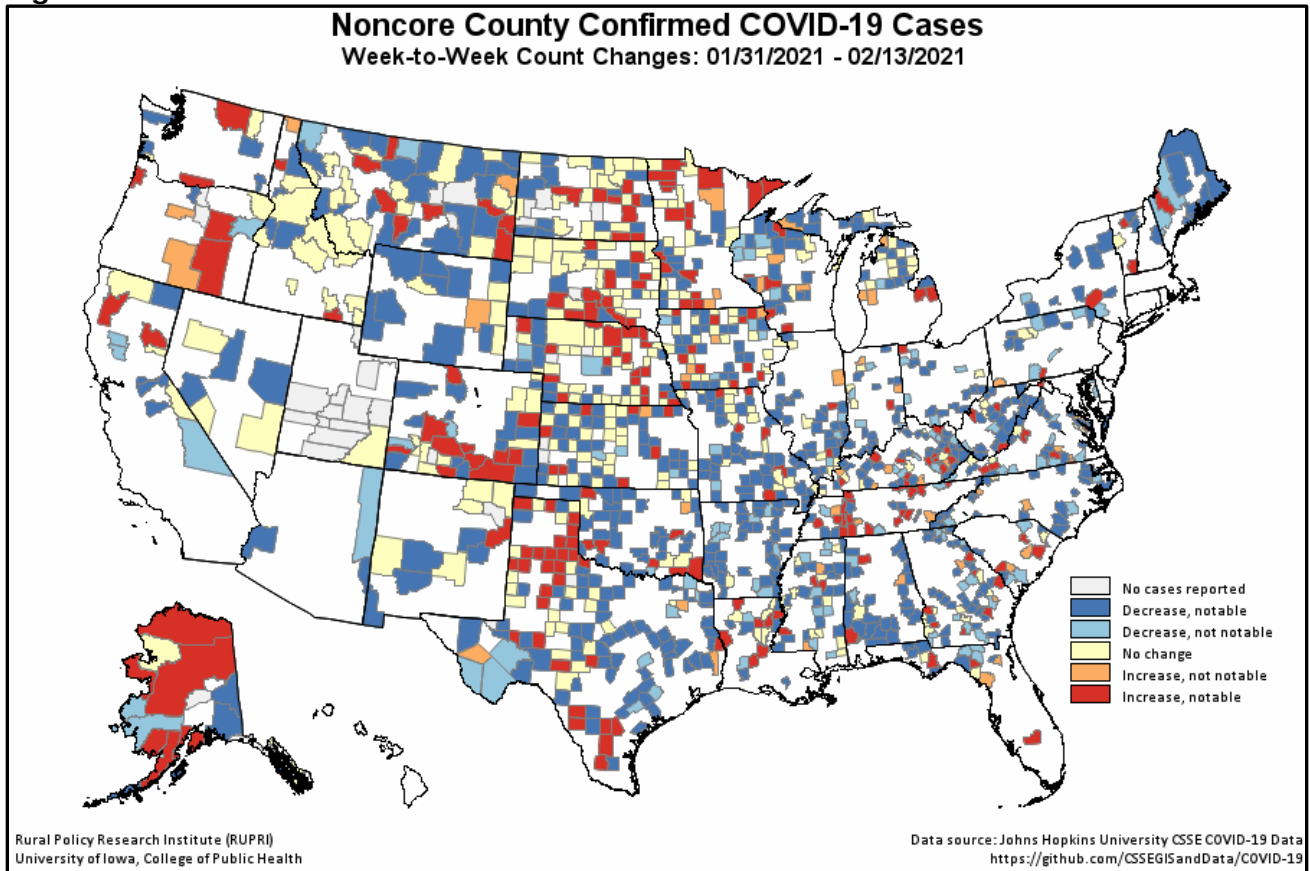 Noncore County Confirmed COVID-19 Cases
Week-to-Week Count Changes: 01/31/2021 - 02/13/2021
No cases reported
Decrease, notable
Decrease, not notable
No change
Increase, not notable
Increase, notable
Rural Policy Research Institute (RUPRI)
University of Iowa, College of Public Health
Data source: Johns Hopkins University CSSE COVID-19 Data
https://github.com/CSSEGISandData/COVID-19